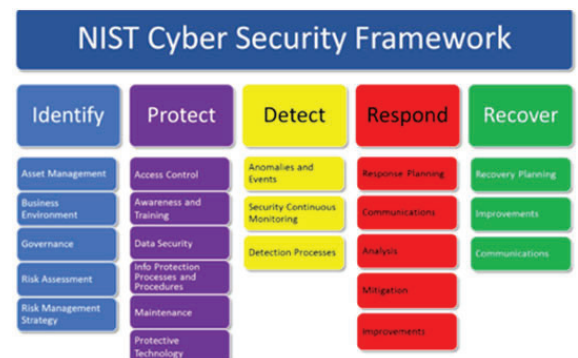 NIST Cyber Security Framework
Identify
Asset Management
Business
Environment
Governance
Risk Assessment
Risk Management
Strategy
Protect
Access Control
Awareness and
Training
Data Security
Info Protection
Processes and
Procedures
Maintenance
Protective
Technology
Detect
Anomalies and
Events
Security Continuous
Monitoring
Detection Processes
Respond
Response Planning
Communications
Analysis
Mitigation
Improvements
Recover
Recovery Planning
Improvements
Communications